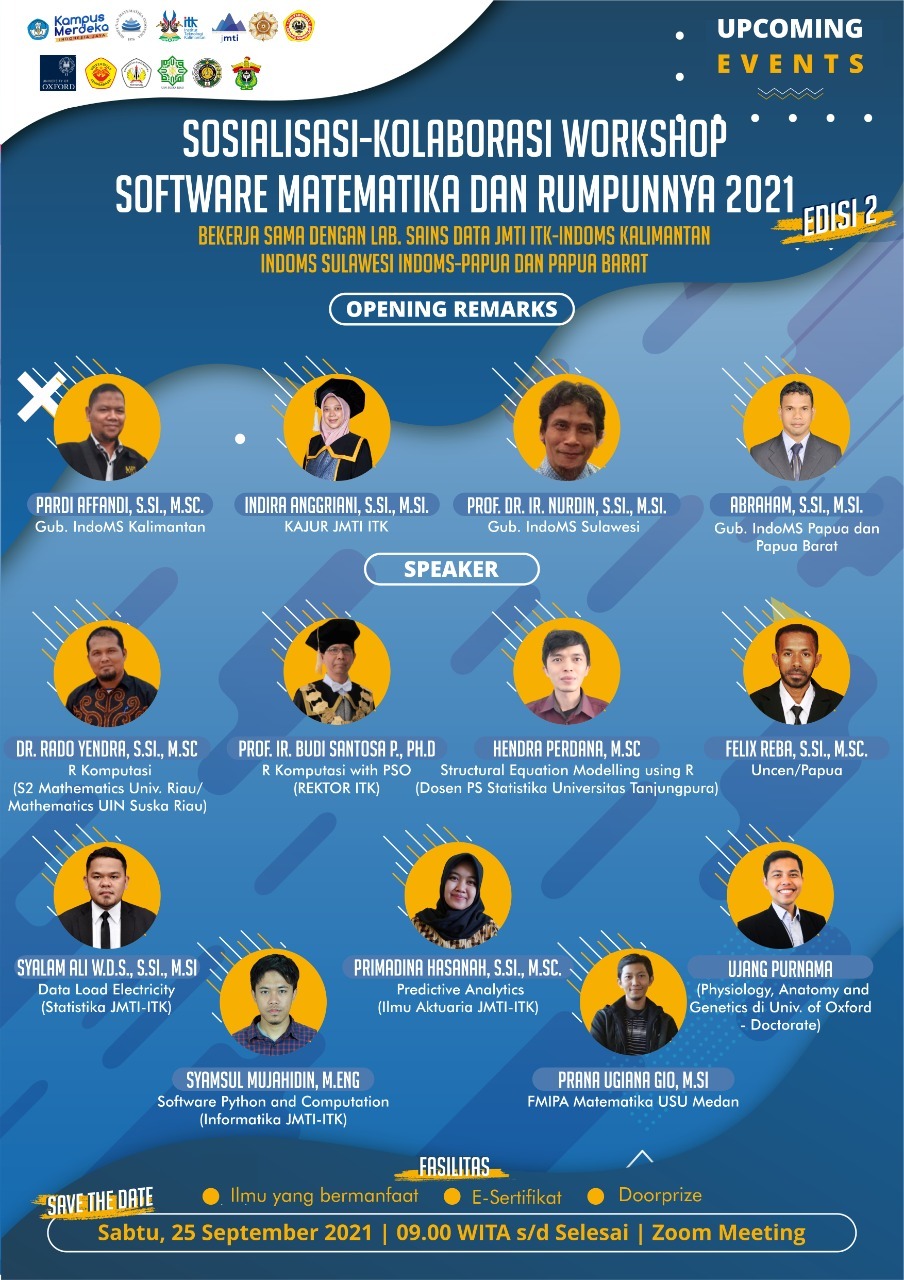 Kampus
Merdeka
INDONESIA JAYA
itk
Institut
Teknologi
Kalimantan
jmti
UPCOMING
EVENTS
OXFORD
SOSIALISASI-KOLABORASI WORKSHOP
SOFTWARE MATEMATIKA DAN RUMPUNNYA 2021
EDISI 2
BEKERJA SAMA DENGAN LAB. SAINS DATA JMTI ITK-INDOMS KALIMANTAN
INDOMS SULAWESI INDOMS-PAPUA DAN PAPUA BARAT
OPENING REMARKS
PARDI AFFANDI, S.SI., M.SC.
Gub. IndoMS Kalimantan
INDIRA ANGGRIANI, S.SI., M.SI.
KAJUR JMTI ITK
PROF. DR. IR. NURDIN, S.SI., M.SI.
Gub. IndoMS Sulawesi
ABRAHAM, S.SI., M.SI.
Gub. IndoMS Papua dan
Papua Barat
SPEAKER
DR. RADO YENDRA, S.SI., M.SC
R Komputasi
(S2 Mathematics Univ. Riau/
Mathematics UIN Suska Riau)
PROF. IR. BUDI SANTOSA P., PH.D
R Komputasi with PSO
(REKTOR ITK)
HENDRA PERDANA, M.SC
Structural Equation Modelling using R
(Dosen PS Statistika Universitas Tanjungpura)
FELIX REBA, S.SI., M.SC.
Uncen/Papua
SYALAM ALI W.D.S., S.SI., M.SI
Data Load Electricity
(Statistika JMTI-ITK)
PRIMADINA HASANAH, S.SI., M.SC.
Predictive Analytics
(Ilmu Aktuaria JMTI-ITK)
UJANG PURNAMA
(Physiology, Anatomy and
Genetics di Univ. of Oxford
- Doctorate)
SYAMSUL MUJAHIDIN, M.ENG
Software Python and Computation
(Informatika JMTI-ITK)
PRANA UGIANA GIO, M.SI
FMIPA Matematika USU Medan
FASILITAS
Ilmu yang bermanfaat
E-Sertifikat
Doorprize
SAVE THE DATE
Sabtu, 25 September 2021 | 09.00 WITA s/d Selesai | Zoom Meeting